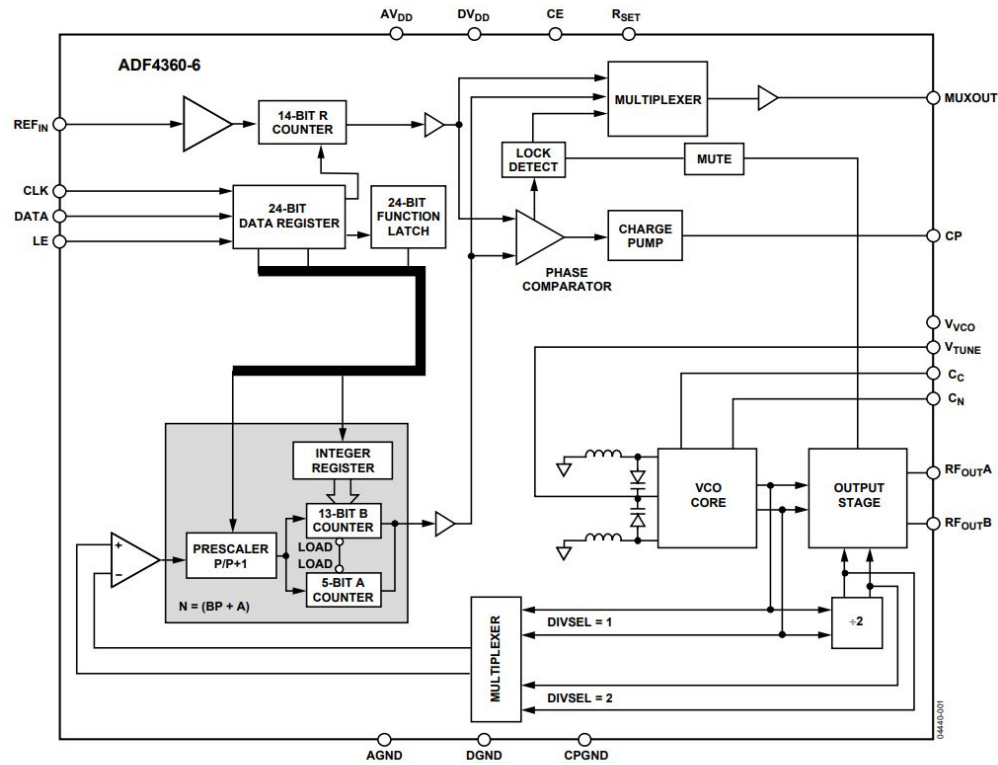 AVDD DVDD CE RSET
ADF4360-6
REFIN
14-BIT R
COUNTER
MULTIPLEXER
MUXOUT
LOCK
DETECT
MUTE
CLK
DATA
LE
24-BIT
DATA REGISTER
24-BIT
FUNCTION
LATCH
CHARGE
PUMP
CP
PHASE
COMPARATOR
VVCO
VTUNE
CC
CN
INTEGER
REGISTER
13-BIT B
COUNTER
LOAD
LOAD
5-BIT A
COUNTER
+
−
PRESCALER
P/P+1
N = (BP + A)
VCO
CORE
OUTPUT
STAGE
RFOUTA
RFOUTB
MULTIPLEXER
DIVSEL = 1
DIVSEL = 2
÷2
04440-001
AGND DGND CPGND